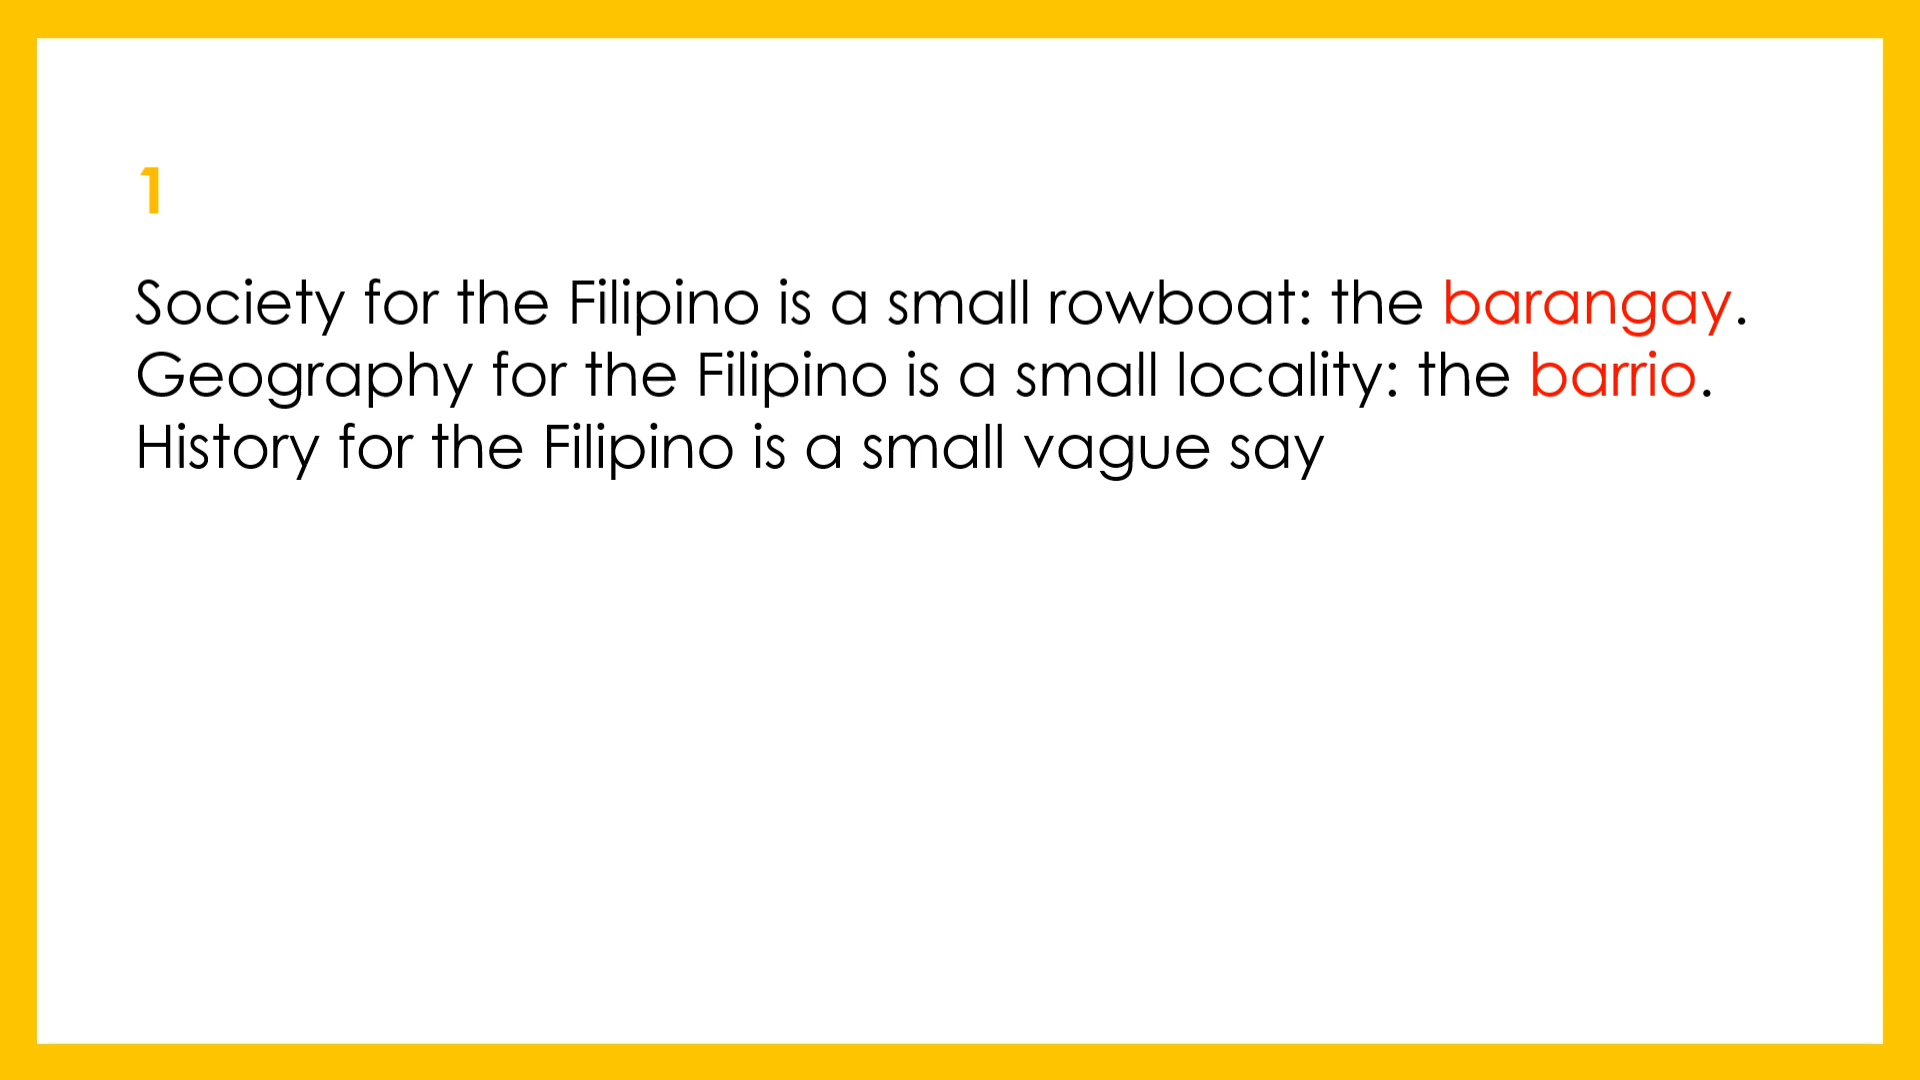 1
Society for the Filipino is a small rowboat: the barangay.
Geography for the Filipino is a small locality: the barrio.
History for the Filipino is a small vague say